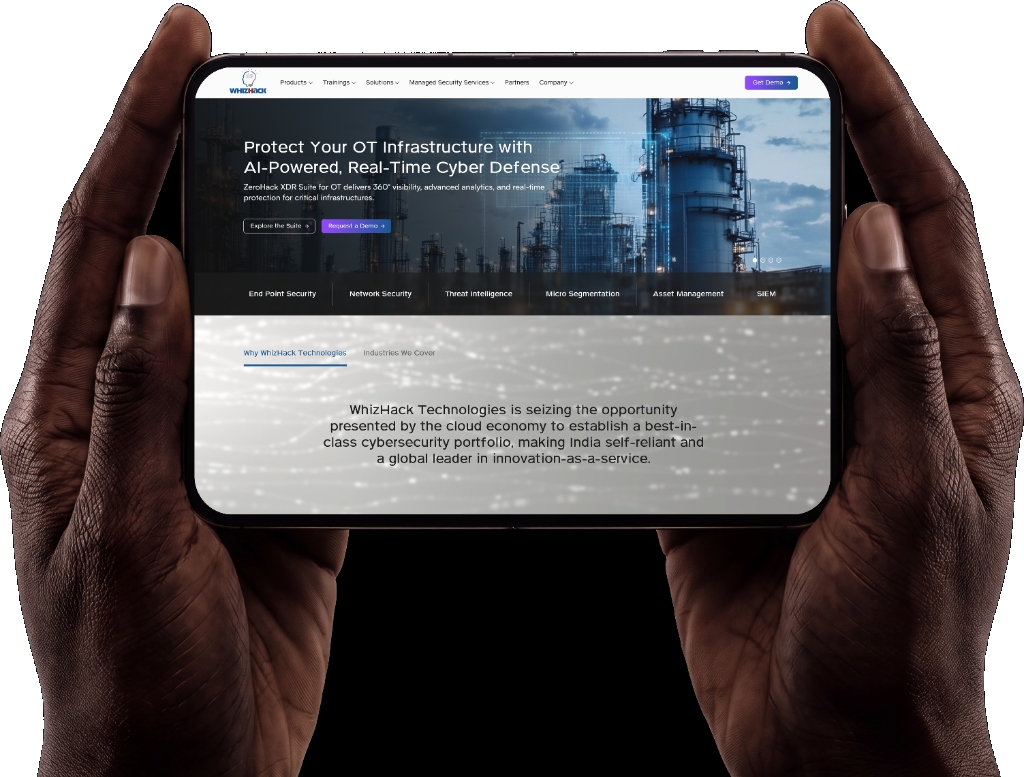 WHIZHACK
Products
Trainings
Solutions
Managed Security Services
Partners
Company
Get Demo →
Protect Your OT Infrastructure with
AI-Powered, Real-Time Cyber Defense
ZeroHack XDR Suite for OT delivers 360° visibility, advanced analytics, and real-time
protection for critical infrastructures.
Explore the Suite →
Request a Demo →
End Point Security
Network Security
Threat Intelligence
Micro Segmentation
Asset Management
SIEM
Why WhizHack Technologies
Industries We Cover
WhizHack Technologies is seizing the opportunity
presented by the cloud economy to establish a best-in-
class cybersecurity portfolio, making India self-reliant and
a global leader in innovation-as-a-service.